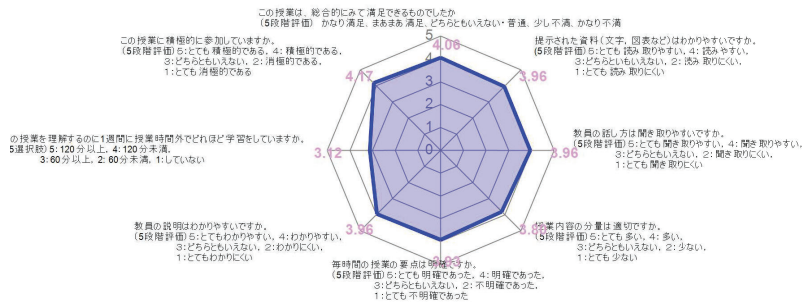 この授業は、総合的にみて満足できるものでしたか
(5段階評価) かなり満足、まあまあ満足、どちらともいえない・普通、少し不満、かなり不満
4.06
提示された資料(文字、図表など)はわかりやすいですか。
(5段階評価)5:とても読み取りやすい、4:読みやすい、
3:どちらといもいえない、2:読みにくい、
1:とても読み取りにくい
3.96
教員の話し方は聞き取りやすいですか。
(5段階評価)5:とても聞き取りやすい、4:聞き取りやすい、
3:どちらともいえない、2:聞き取りにくい、
1:とても聞き取りにくい
3.96
授業内容の分量は適切ですか。
(5段階評価)5:とても多い、4:多い、
3:どちらともいえない、2:少ない、
1:とても少ない
毎時間の授業の要点は明確ですか。
(5段階評価)5:とても明確であった、4:明確であった、
3:どちらともいえない、2:不明確であった、
1:とても不明確であった
教員の説明はわかりやすいですか。
(5段階評価)5:とてもわかりやすい、4:わかりやすい、
3:どちらともいえない、2:わかりにくい、
1:とてもわかりにくい
3.96
の授業を理解するのに1週間に授業時間外でどれほど学習をしていますか。
5選択肢)5:120分以上、4:120分未満、
3:60分以上、2:60分未満、1:していない
3.12
この授業に積極的に参加していますか。
(5段階評価)5:とても積極的である、4:積極的である、
3:どちらともいえない、2:消極的である、
1:とても消極的である
4.17
5
4
3
2
1
0